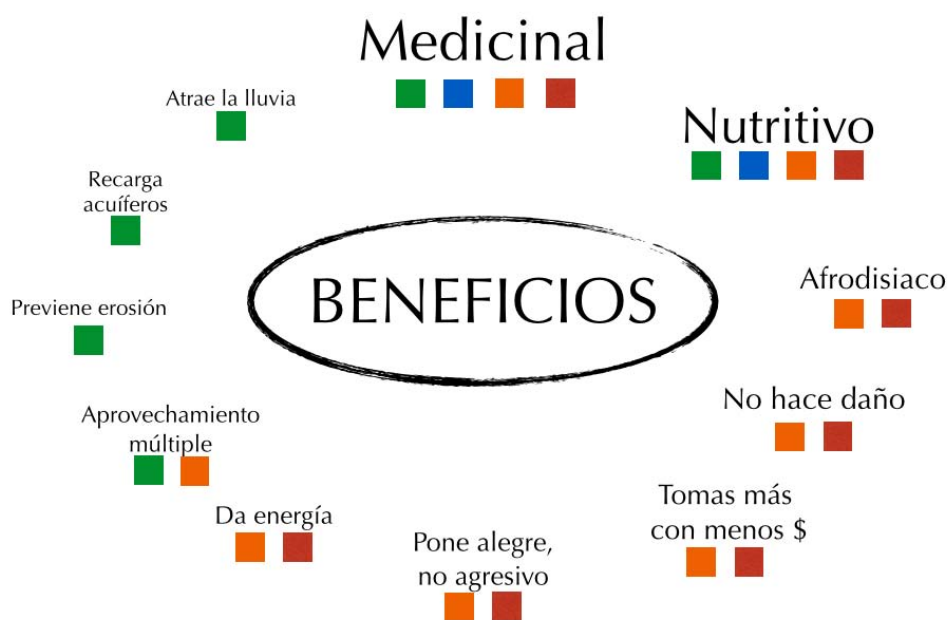 Medicinal
Atrae la lluvia
Nutritivo
Recarga
acuíferos
BENEFICIOS
Afrodisiaco
Previene erosión
No hace daño
Aprovechamiento
múltiple
Tomas más
con menos $
Da energía
Pone alegre,
no agresivo